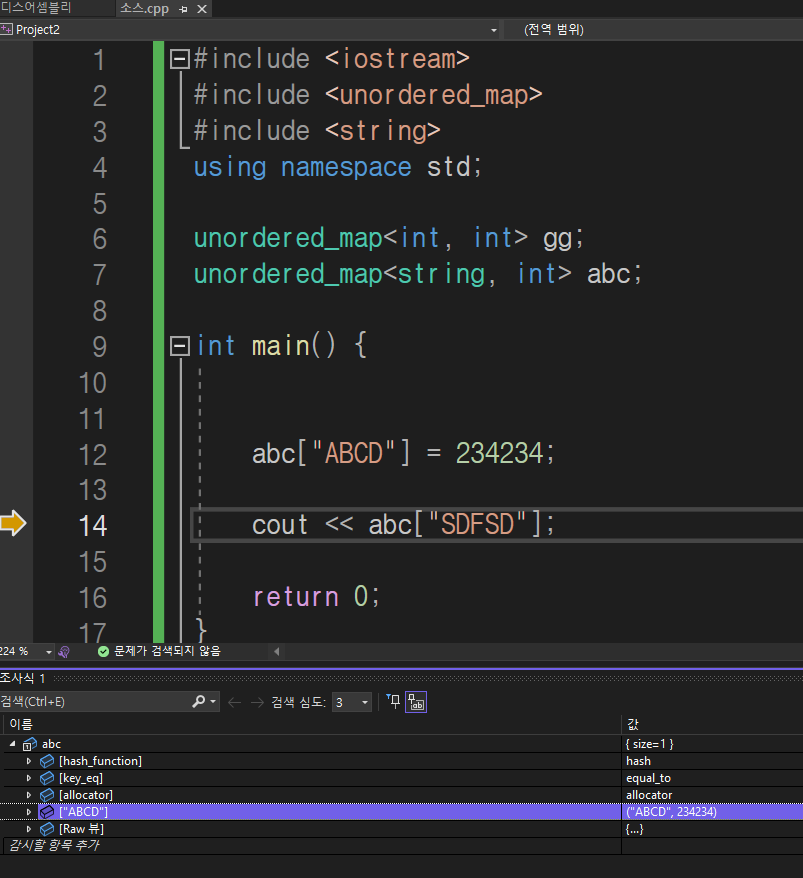 디스어셈블리 소스.cpp
Project2 (전역 범위)
1 #include <iostream>
2 #include <unordered_map>
3 #include <string>
4 using namespace std;
5
6 unordered_map<int, int> gg;
7 unordered_map<string, int> abc;
8
9 int main() {
10
11
12 abc["ABCD"] = 234234;
13
14 cout << abc["SDFSD"];
15
16 return 0;
17 }
224 % 문제가 검색되지 않음
조사식 1
검색(Ctrl+E) 검색 심도: 3
이름 값
abc { size=1 }
[hash_function] hash
[key_eq] equal_to
[allocator] allocator
["ABCD"] ("ABCD", 234234)
[Raw 뷰] {...}
감시할 항목 추가